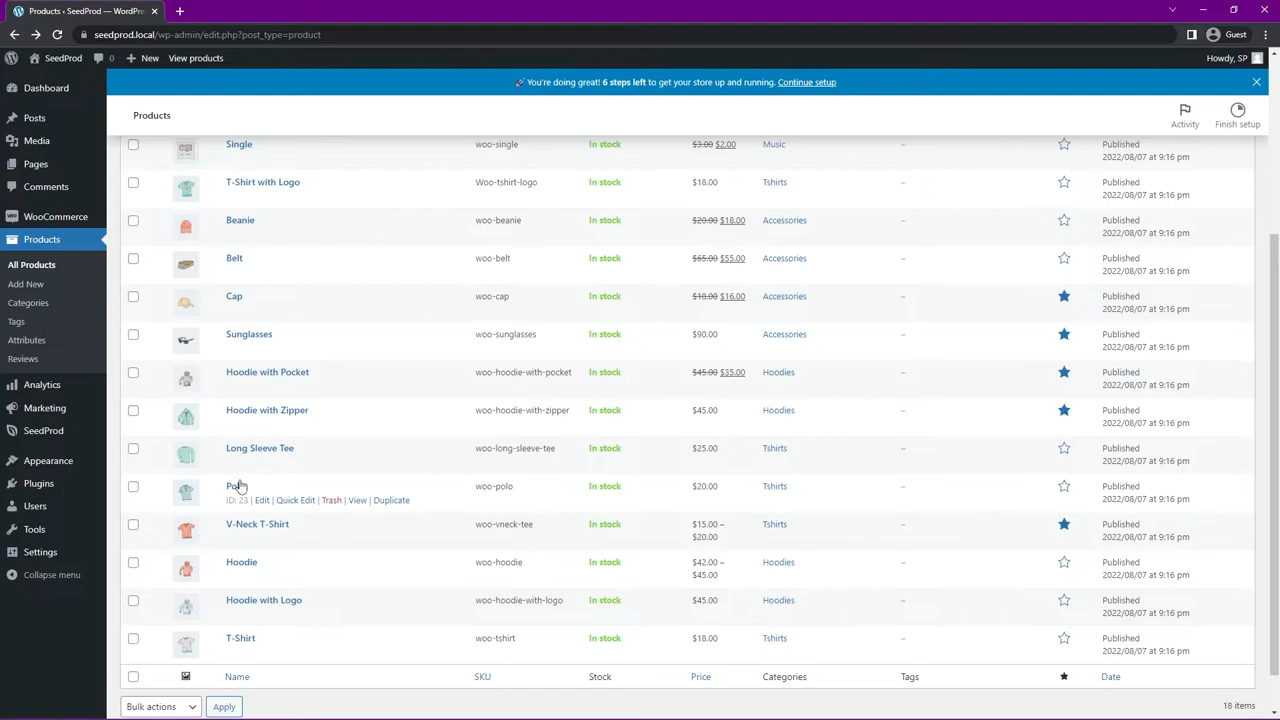 Products ‹ SeedProd — WordPre
seedprod.local/wp-admin/edit.php?post_type=product
Guest
SeedProd 0 New View products
Howdy, SP
Dashboard
Posts
Media
Pages
Comments
WooCommerce
Products
All Products
Add New
Categories
Tags
Attributes
Reviews
Analytics
Marketing
SeedProd
Appearance
Plugins
Users
Tools
Settings
Collapse menu
🚀 You're doing great! 6 steps left to get your store up and running. Continue setup
Products
Activity
Finish setup
Single woo-single In stock $3.00 $2.00 Music – Published
2022/08/07 at 9:16 pm
T-Shirt with Logo Woo-tshirt-logo In stock $18.00 Tshirts – Published
2022/08/07 at 9:16 pm
Beanie woo-beanie In stock $20.00 $18.00 Accessories – Published
2022/08/07 at 9:16 pm
Belt woo-belt In stock $65.00 $55.00 Accessories – Published
2022/08/07 at 9:16 pm
Cap woo-cap In stock $18.00 $16.00 Accessories – Published
2022/08/07 at 9:16 pm
Sunglasses woo-sunglasses In stock $90.00 Accessories – Published
2022/08/07 at 9:16 pm
Hoodie with Pocket woo-hoodie-with-pocket In stock $45.00 $35.00 Hoodies – Published
2022/08/07 at 9:16 pm
Hoodie with Zipper woo-hoodie-with-zipper In stock $45.00 Hoodies – Published
2022/08/07 at 9:16 pm
Long Sleeve Tee woo-long-sleeve-tee In stock $25.00 Tshirts – Published
2022/08/07 at 9:16 pm
Polo woo-polo In stock $20.00 Tshirts – Published
ID: 23 | Edit | Quick Edit | Trash | View | Duplicate 2022/08/07 at 9:16 pm
V-Neck T-Shirt woo-vneck-tee In stock $15.00 – Tshirts – Published
$20.00 2022/08/07 at 9:16 pm
Hoodie woo-hoodie In stock $42.00 – Hoodies – Published
$45.00 2022/08/07 at 9:16 pm
Hoodie with Logo woo-hoodie-with-logo In stock $45.00 Hoodies – Published
2022/08/07 at 9:16 pm
T-Shirt woo-tshirt In stock $18.00 Tshirts – Published
2022/08/07 at 9:16 pm
Name SKU Stock Price Categories Tags Date
Bulk actions Apply 18 items